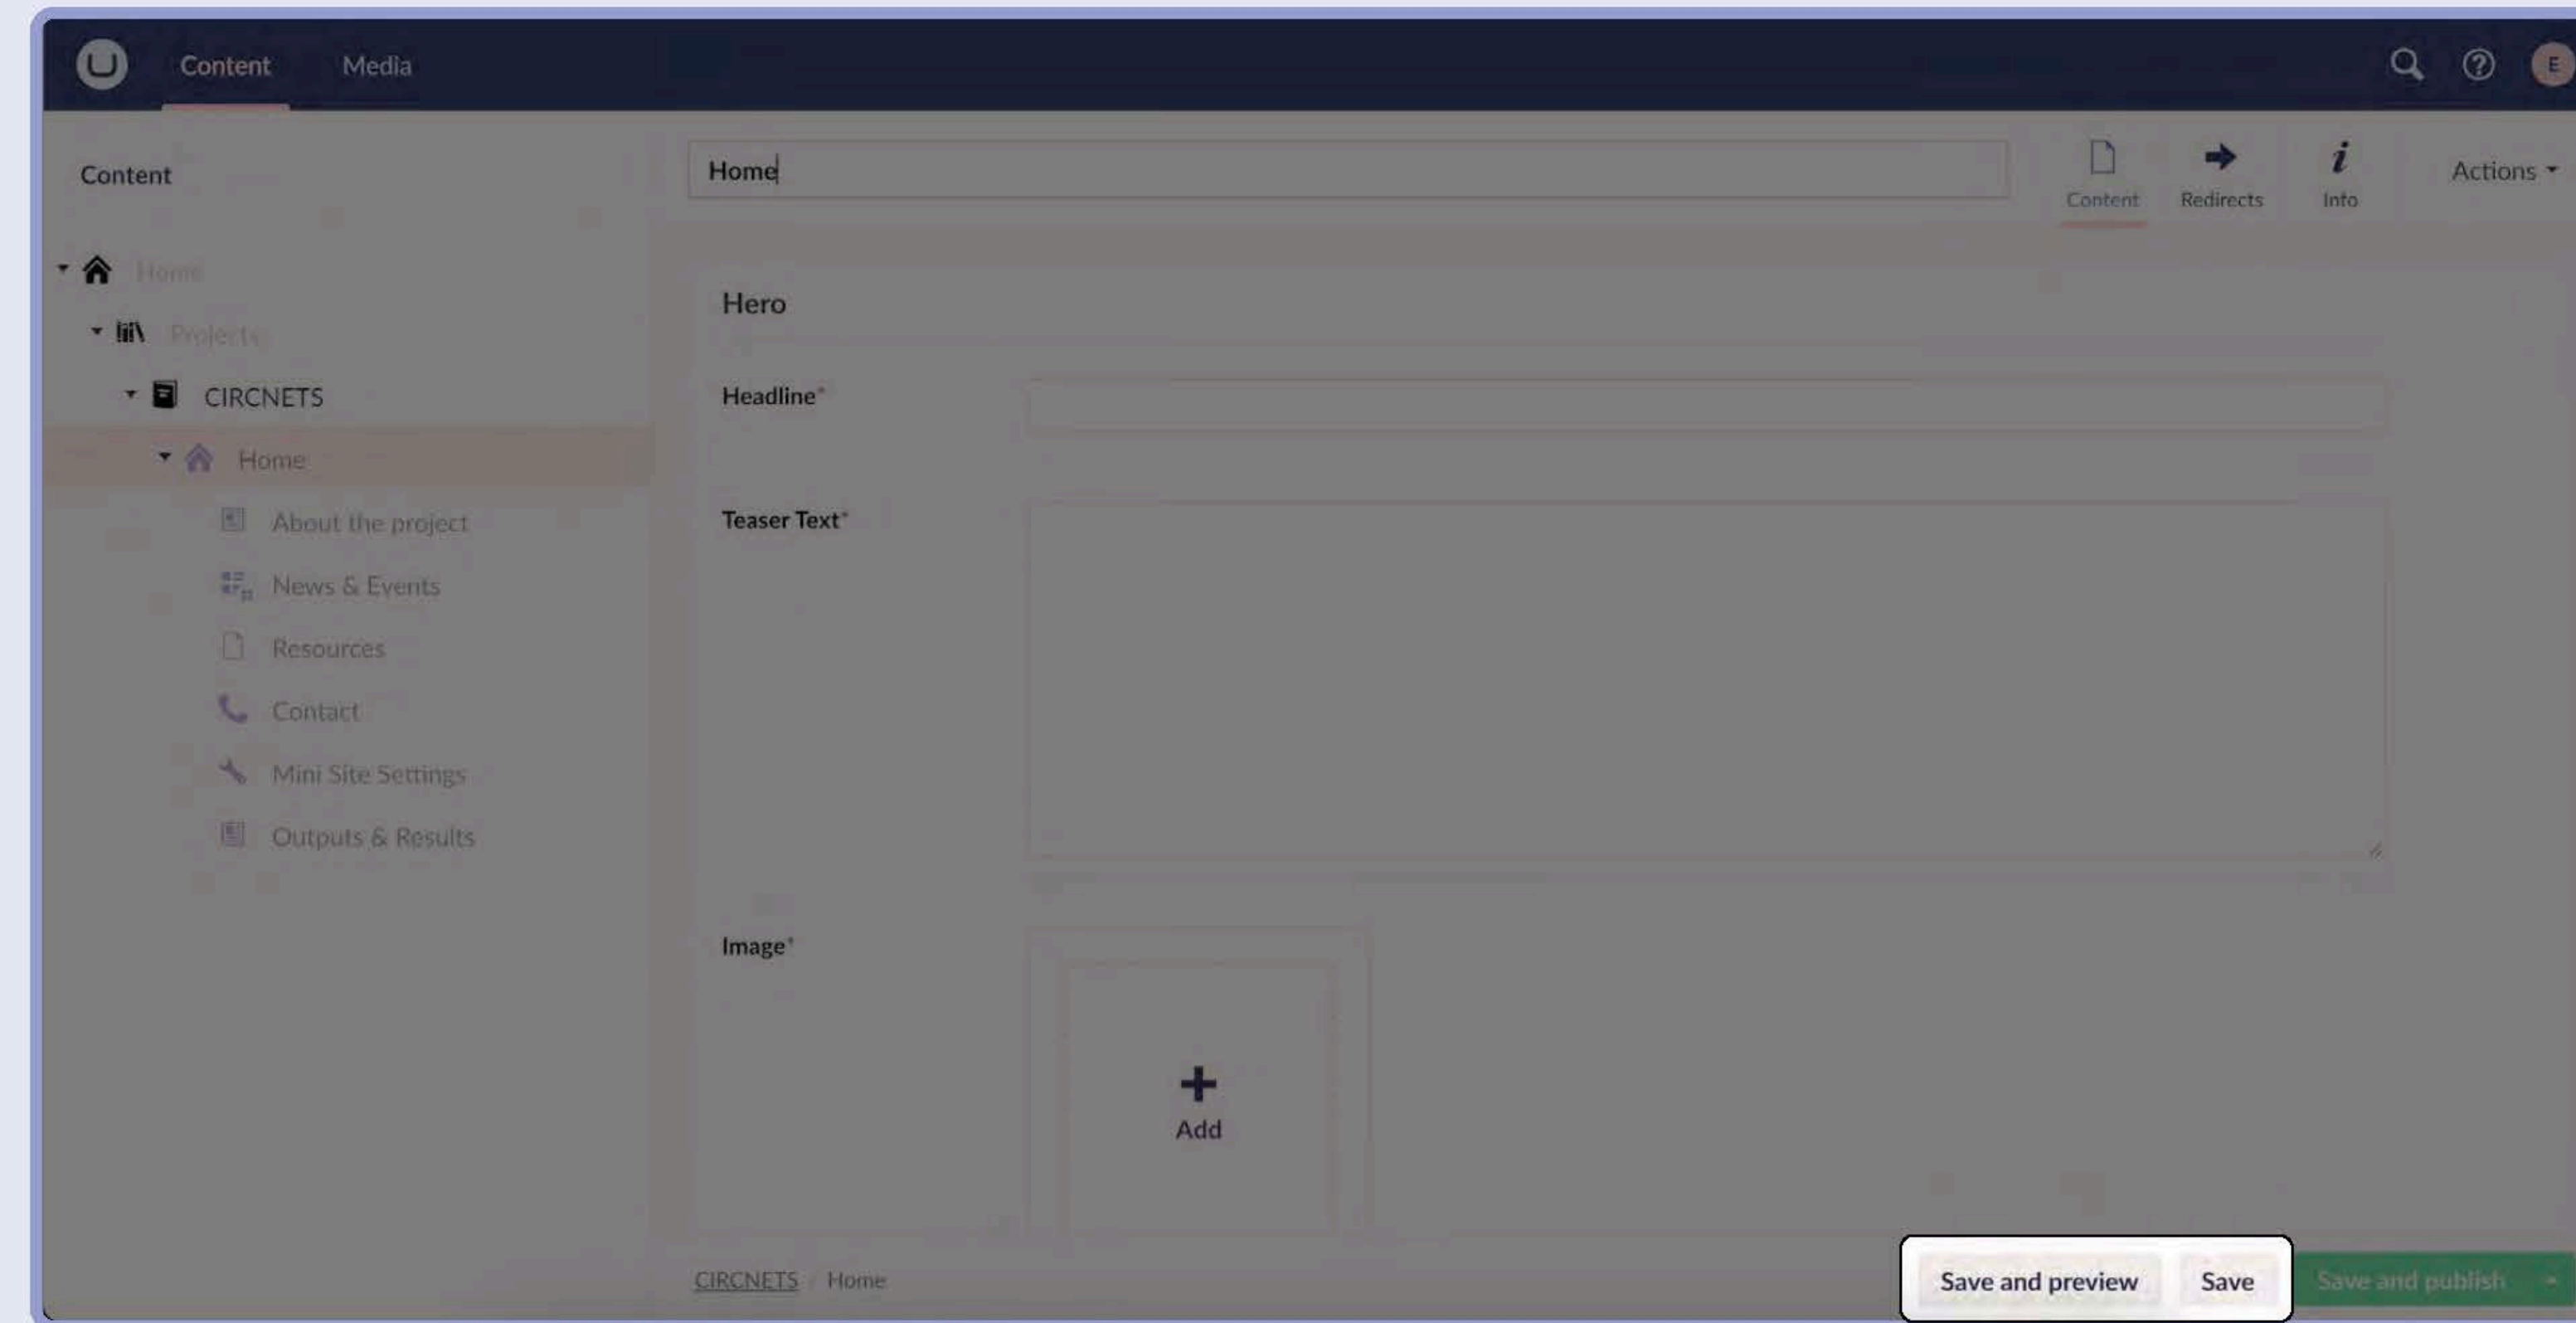 Content Media
E
Content
Home
Projects
CIRCNETS
Home
About the project
News & Events
Resources
Contact
Mini Site Settings
Outputs & Results
Home
Content Redirects Info Actions
Hero
Headline*
Teaser Text*
Image*
Add
CIRCNETS / Home
Save and preview Save Save and publish